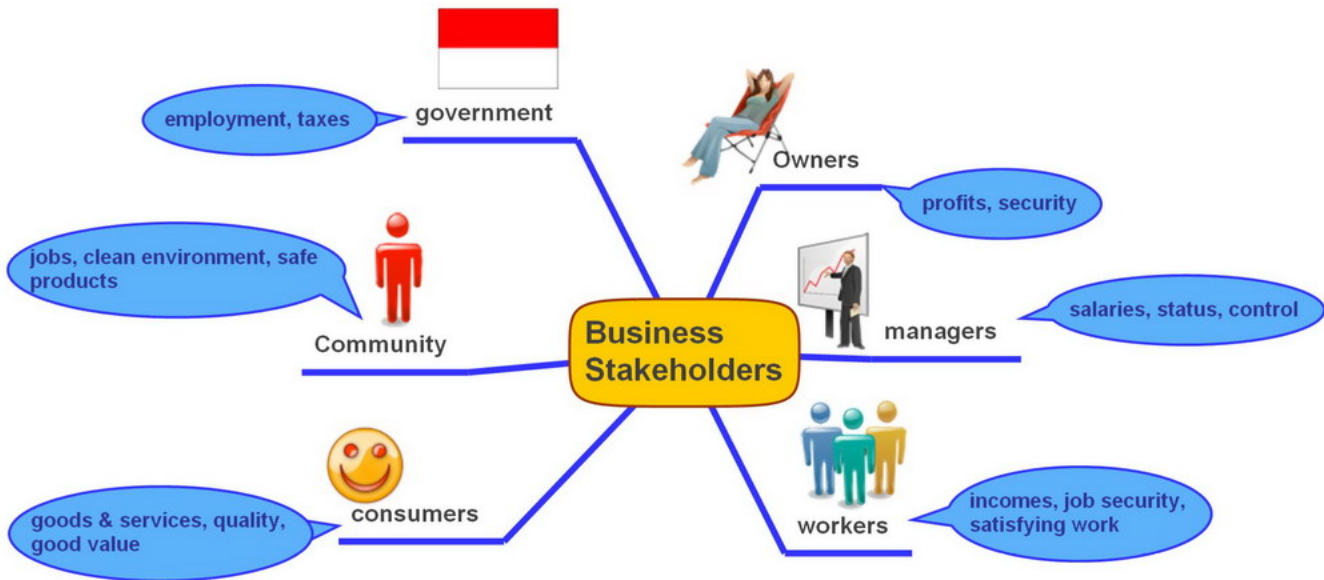 government
employment, taxes
Owners
profits, security
jobs, clean environment, safe
products
Community
Business
Stakeholders
managers
salaries, status, control
consumers
goods & services, quality,
good value
workers
incomes, job security,
satisfying work